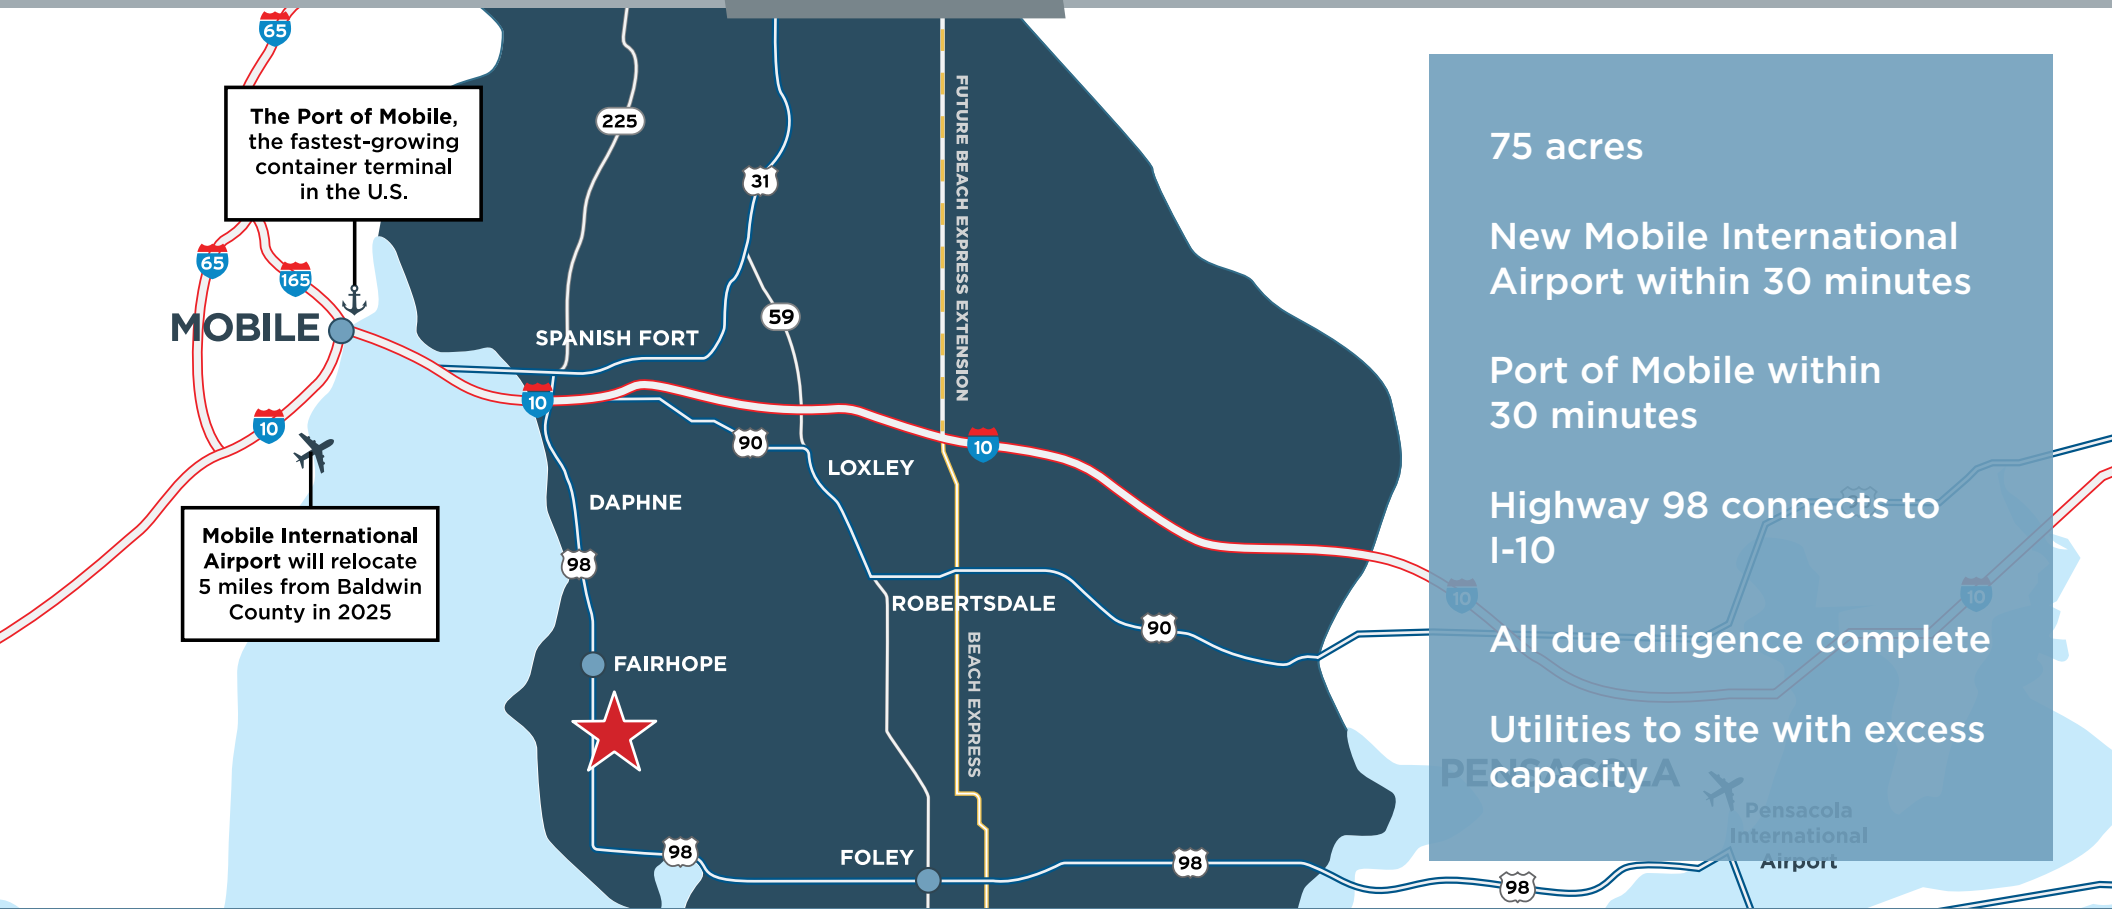 65
The Port of Mobile,
the fastest-growing
container terminal
in the U.S.
225
31
FUTURE BEACH EXPRESS EXTENSION
65
165
MOBILE
59
SPANISH FORT
10
10
90
10
LOXLEY
DAPHNE
Mobile International
Airport will relocate
5 miles from Baldwin
County in 2025
98
ROBERTSDALE
90
BEACH EXPRESS
FAIRHOPE
98
FOLEY
98
98
75 acres
New Mobile International
Airport within 30 minutes
Port of Mobile within
30 minutes
Highway 98 connects to
I-10
All due diligence complete
Utilities to site with excess
capacity
10
10
PENSACOLA
Pensacola
International
Airport